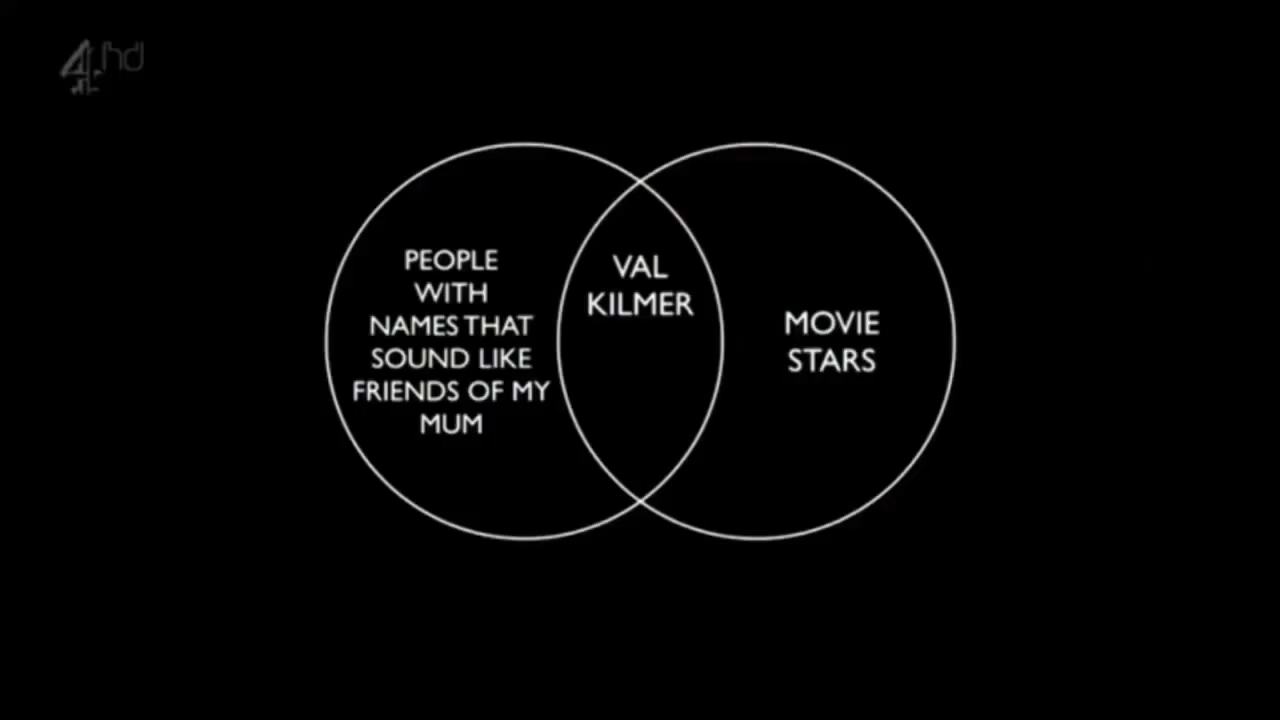 4hd
PEOPLE
WITH
NAMES THAT
SOUND LIKE
FRIENDS OF MY
MUM
VAL
KILMER
MOVIE
STARS